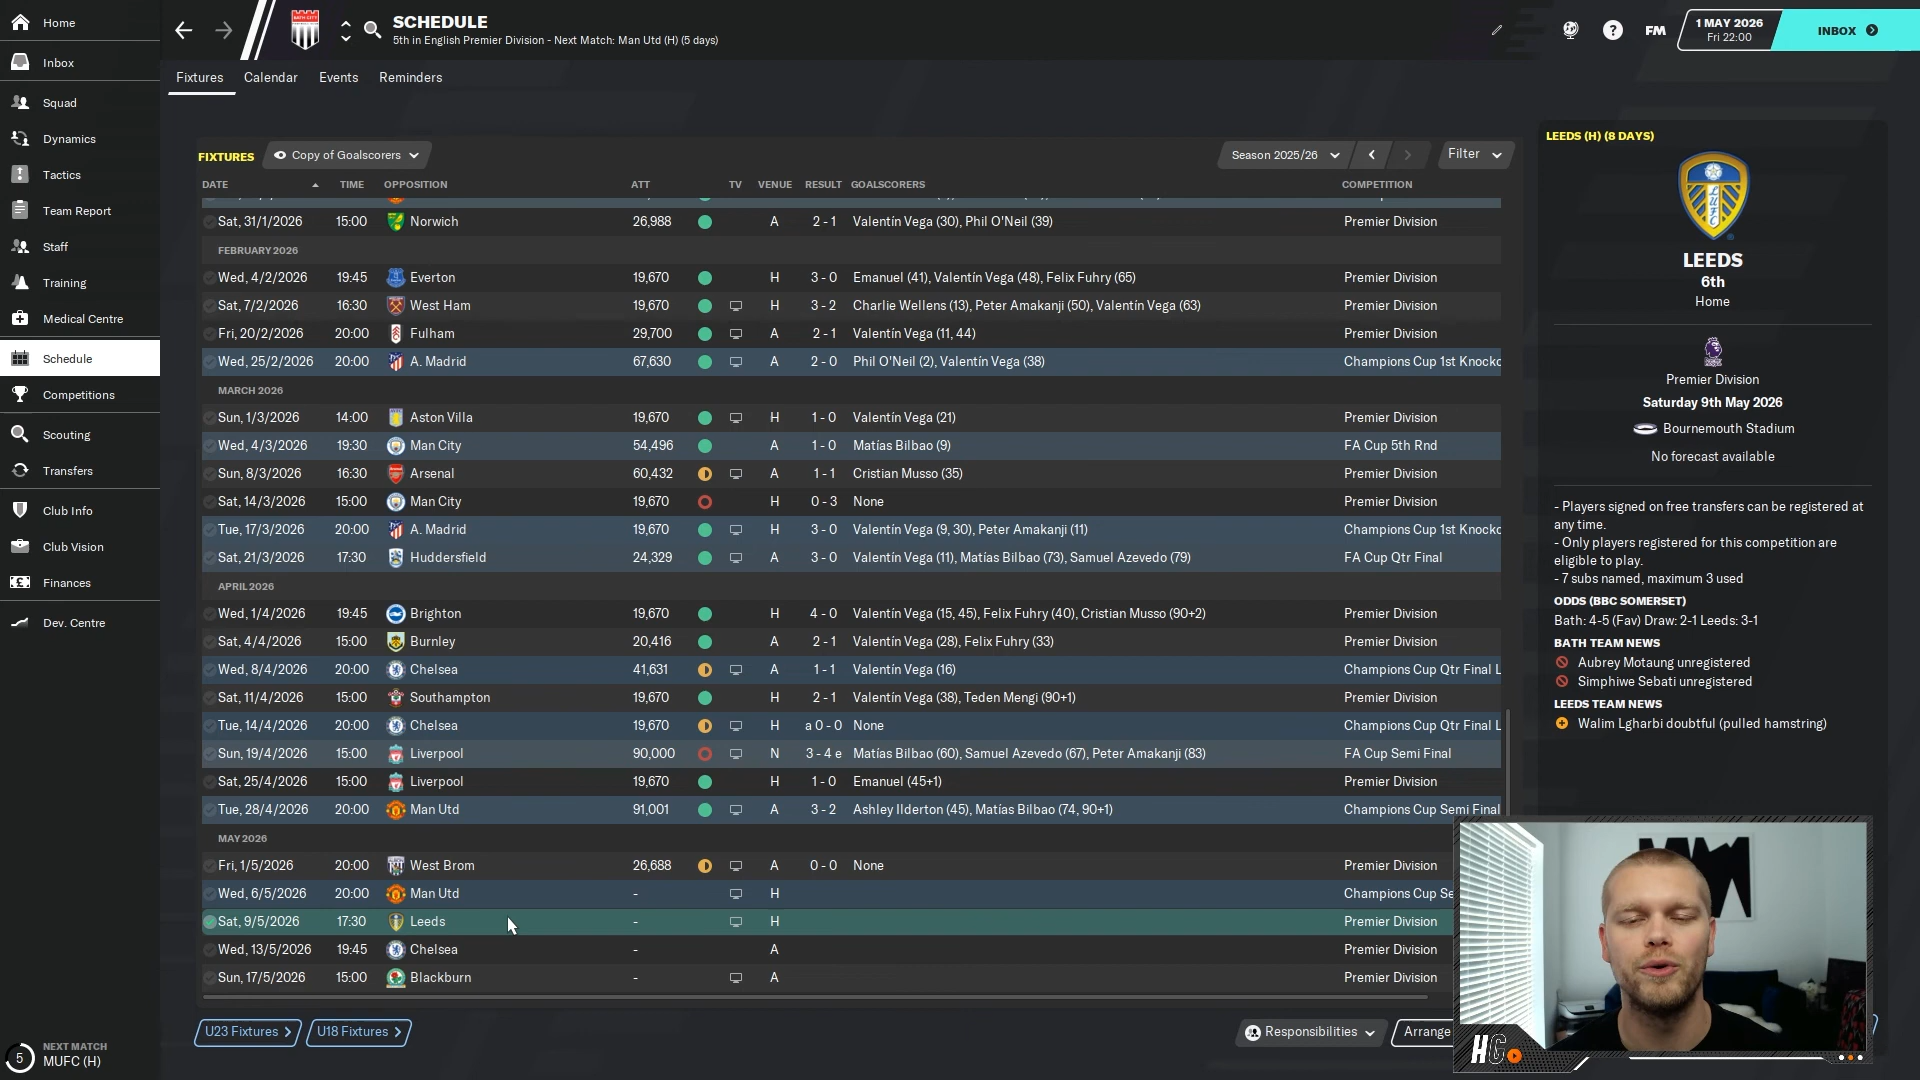 Home
Inbox
Squad
Dynamics
Tactics
Team Report
Staff
Training
Medical Centre
Schedule
Competitions
Scouting
Transfers
Club Info
Club Vision
Finances
Dev. Centre
5
NEXT MATCH
MUFC (H)
SCHEDULE
5th in English Premier Division - Next Match: Man Utd (H) (5 days)
FM
1 MAY 2026
Fri 22:00
INBOX
Fixtures Calendar Events Reminders
FIXTURES Copy of Goalscorers Season 2025/26 Filter
DATE TIME OPPOSITION ATT TV VENUE RESULT GOALSCORERS COMPETITION
Sat, 31/1/2026 15:00 Norwich 26,988 A 2 - 1 Valentín Vega (30), Phil O'Neil (39) Premier Division
FEBRUARY 2026
Wed, 4/2/2026 19:45 Everton 19,670 H 3 - 0 Emanuel (41), Valentín Vega (48), Felix Fuhry (65) Premier Division
Sat, 7/2/2026 16:30 West Ham 19,670 H 3 - 2 Charlie Wellens (13), Peter Amakanji (50), Valentín Vega (63) Premier Division
Fri, 20/2/2026 20:00 Fulham 29,700 A 2 - 1 Valentín Vega (11, 44) Premier Division
Wed, 25/2/2026 20:00 A. Madrid 67,630 A 2 - 0 Phil O'Neil (2), Valentín Vega (38) Champions Cup 1st Knockc
MARCH 2026
Sun, 1/3/2026 14:00 Aston Villa 19,670 H 1 - 0 Valentín Vega (21) Premier Division
Wed, 4/3/2026 19:30 Man City 54,496 A 1 - 0 Matías Bilbao (9) FA Cup 5th Rnd
Sun, 8/3/2026 16:30 Arsenal 60,432 A 1 - 1 Cristian Musso (35) Premier Division
Sat, 14/3/2026 15:00 Man City 19,670 H 0 - 3 None Premier Division
Tue, 17/3/2026 20:00 A. Madrid 19,670 H 3 - 0 Valentín Vega (9, 30), Peter Amakanji (11) Champions Cup 1st Knockc
Sat, 21/3/2026 17:30 Huddersfield 24,329 A 3 - 0 Valentín Vega (11), Matías Bilbao (73), Samuel Azevedo (79) FA Cup Qtr Final
APRIL 2026
Wed, 1/4/2026 19:45 Brighton 19,670 H 4 - 0 Valentín Vega (15, 45), Felix Fuhry (40), Cristian Musso (90+2) Premier Division
Sat, 4/4/2026 15:00 Burnley 20,416 A 2 - 1 Valentín Vega (28), Felix Fuhry (33) Premier Division
Wed, 8/4/2026 20:00 Chelsea 41,631 A 1 - 1 Valentín Vega (16) Champions Cup Qtr Final L
Sat, 11/4/2026 15:00 Southampton 19,670 H 2 - 1 Valentín Vega (38), Teden Mengi (90+1) Premier Division
Tue, 14/4/2026 20:00 Chelsea 19,670 H a 0 - 0 None Champions Cup Qtr Final L
Sun, 19/4/2026 15:00 Liverpool 90,000 N 3 - 4 e Matías Bilbao (60), Samuel Azevedo (67), Peter Amakanji (83) FA Cup Semi Final
Sat, 25/4/2026 15:00 Liverpool 19,670 H 1 - 0 Emanuel (45+1) Premier Division
Tue, 28/4/2026 20:00 Man Utd 91,001 A 3 - 2 Ashley Ilderton (45), Matías Bilbao (74, 90+1) Champions Cup Semi Final
MAY 2026
Fri, 1/5/2026 20:00 West Brom 26,688 A 0 - 0 None Premier Division
Wed, 6/5/2026 20:00 Man Utd - H Champions Cup Se
Sat, 9/5/2026 17:30 Leeds - H Premier Division
Wed, 13/5/2026 19:45 Chelsea - A Premier Division
Sun, 17/5/2026 15:00 Blackburn - A Premier Division
U23 Fixtures U18 Fixtures Responsibilities Arrange
LEEDS (H) (8 DAYS)
LEEDS
6th
Home
Premier Division
Saturday 9th May 2026
Bournemouth Stadium
No forecast available
- Players signed on free transfers can be registered at
any time.
- Only players registered for this competition are
eligible to play.
- 7 subs named, maximum 3 used
ODDS (BBC SOMERSET)
Bath: 4-5 (Fav) Draw: 2-1 Leeds: 3-1
BATH TEAM NEWS
Aubrey Motaung unregistered
Simphiwe Sebati unregistered
LEEDS TEAM NEWS
Walim Lgharbi doubtful (pulled hamstring)
HG